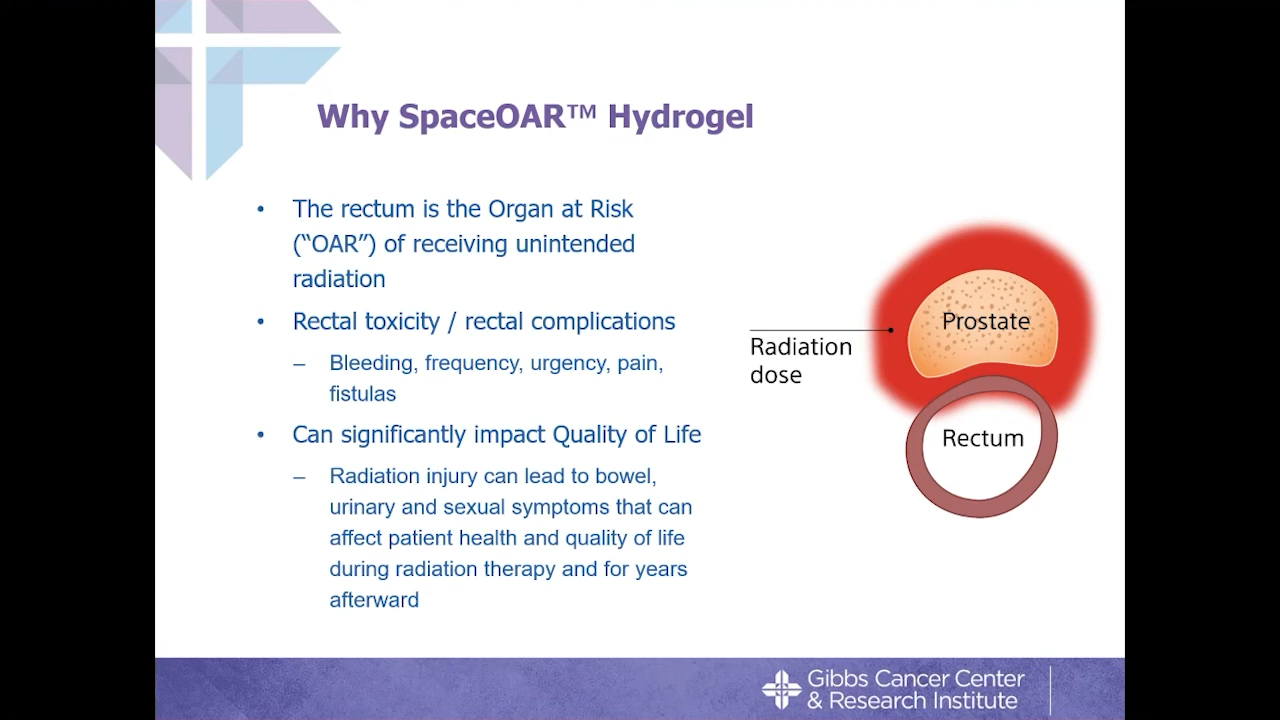 Why SpaceOAR™ Hydrogel
• The rectum is the Organ at Risk
(“OAR”) of receiving unintended
radiation
• Rectal toxicity / rectal complications
– Bleeding, frequency, urgency, pain,
fistulas
• Can significantly impact Quality of Life
– Radiation injury can lead to bowel,
urinary and sexual symptoms that can
affect patient health and quality of life
during radiation therapy and for years
afterward
Radiation
dose
Prostate
Rectum
Gibbs Cancer Center
& Research Institute